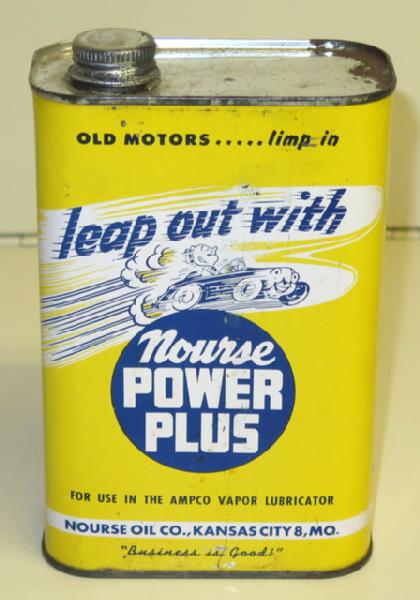 OLD MOTORS.....limp in
leap out with
Nourse
POWER
PLUS
FOR USE IN THE AMPCO VAPOR LUBRICATOR
NOURSE OIL CO., KANSAS CITY 8, MO.
"Business is Good!"